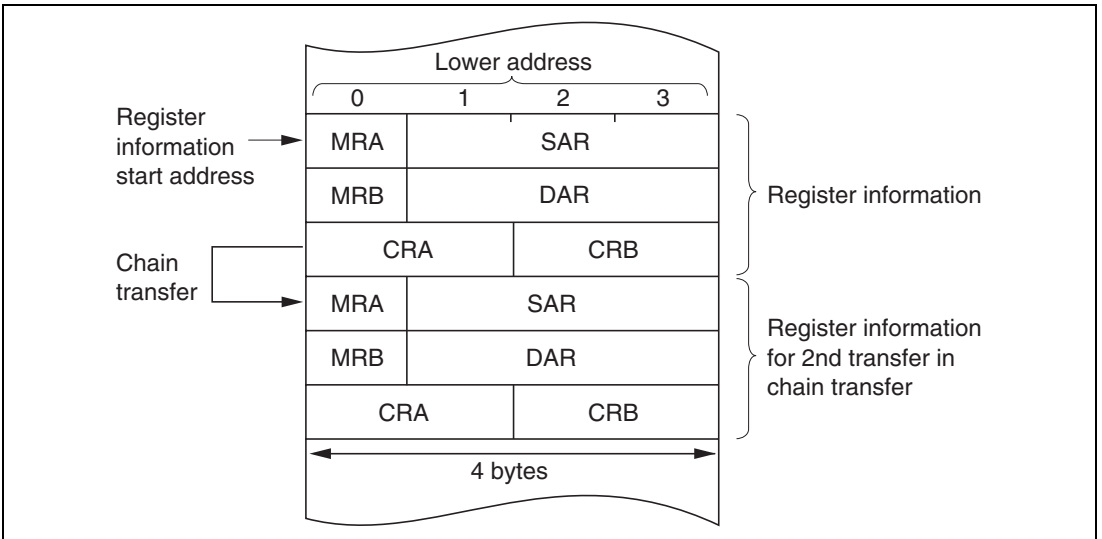 Lower address
0 1 2 3
Register
information
start address
MRA SAR
MRB DAR
Register information
CRA CRB
Chain
transfer
MRA SAR
MRB DAR
Register information
for 2nd transfer in
chain transfer
CRA CRB
4 bytes